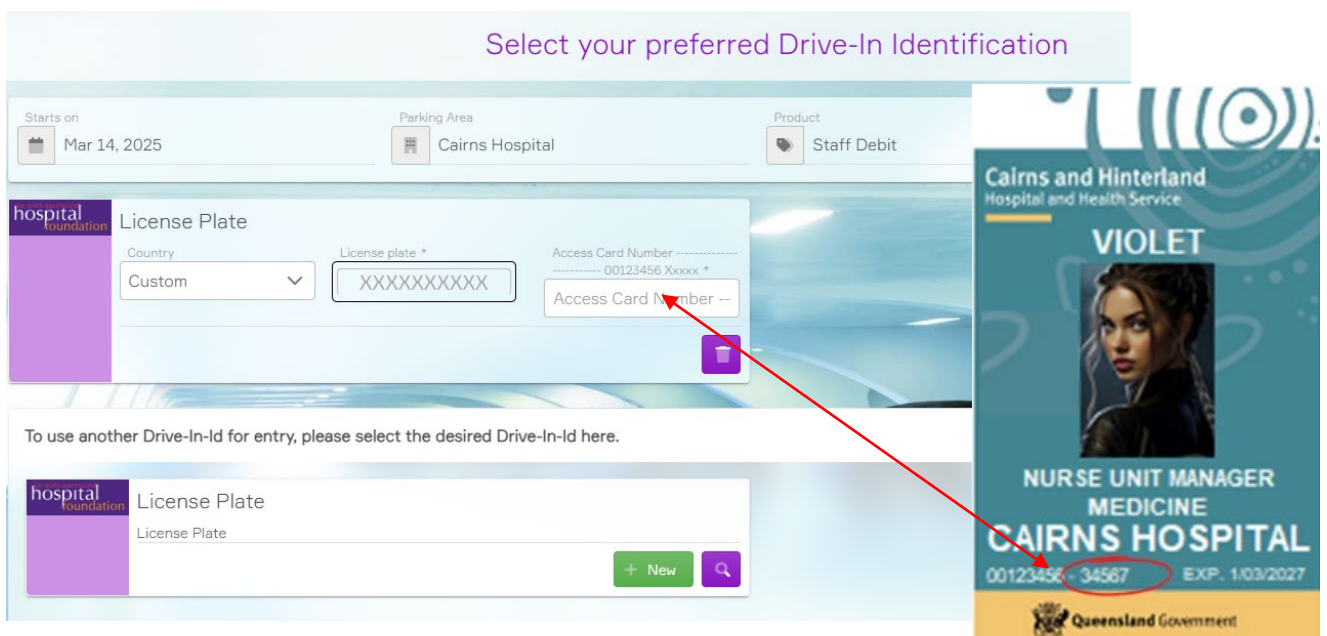 Select your preferred Drive-In Identification
Starts on
Mar 14, 2025
Parking Area
Cairns Hospital
Product
Staff Debit
hospital
foundation
License Plate
Country
Custom
License plate *
XXXXXXXXXX
Access Card Number --------------
----------- 00123456 Xxxxx *
Access Card Number --
To use another Drive-In-Id for entry, please select the desired Drive-In-Id here.
hospital
foundation
License Plate
License Plate
+ New
Cairns and Hinterland
Hospital and Health Service
VIOLET
NURSE UNIT MANAGER
MEDICINE
CAIRNS HOSPITAL
00123456 - 34567 EXP. 1/03/2027
Queensland Government